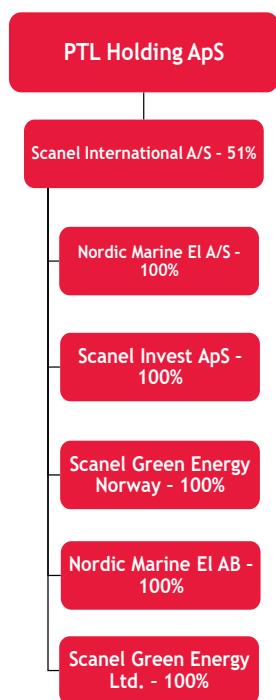 PTL Holding ApS
Scanel International A/S – 51%
Nordic Marine El A/S –
100%
Scanel Invest ApS –
100%
Scanel Green Energy
Norway – 100%
Nordic Marine El AB –
100%
Scanel Green Energy
Ltd. – 100%